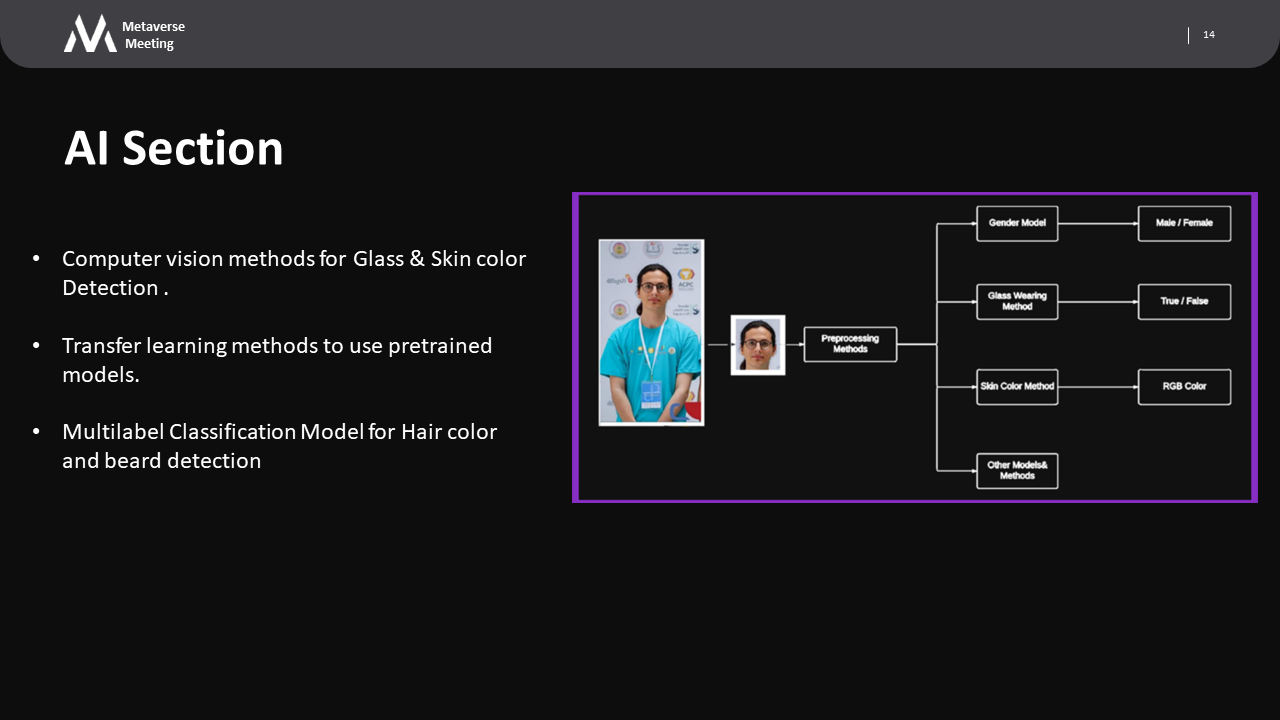 Metaverse
Meeting
14
AI Section
• Computer vision methods for Glass & Skin color
Detection .
• Transfer learning methods to use pretrained
models.
• Multilabel Classification Model for Hair color
and beard detection
ACPC
Preprocessing
Methods
Gender Model
Male / Female
Glass Wearing
Method
True / False
Skin Color Method
RGB Color
Other Models&
Methods